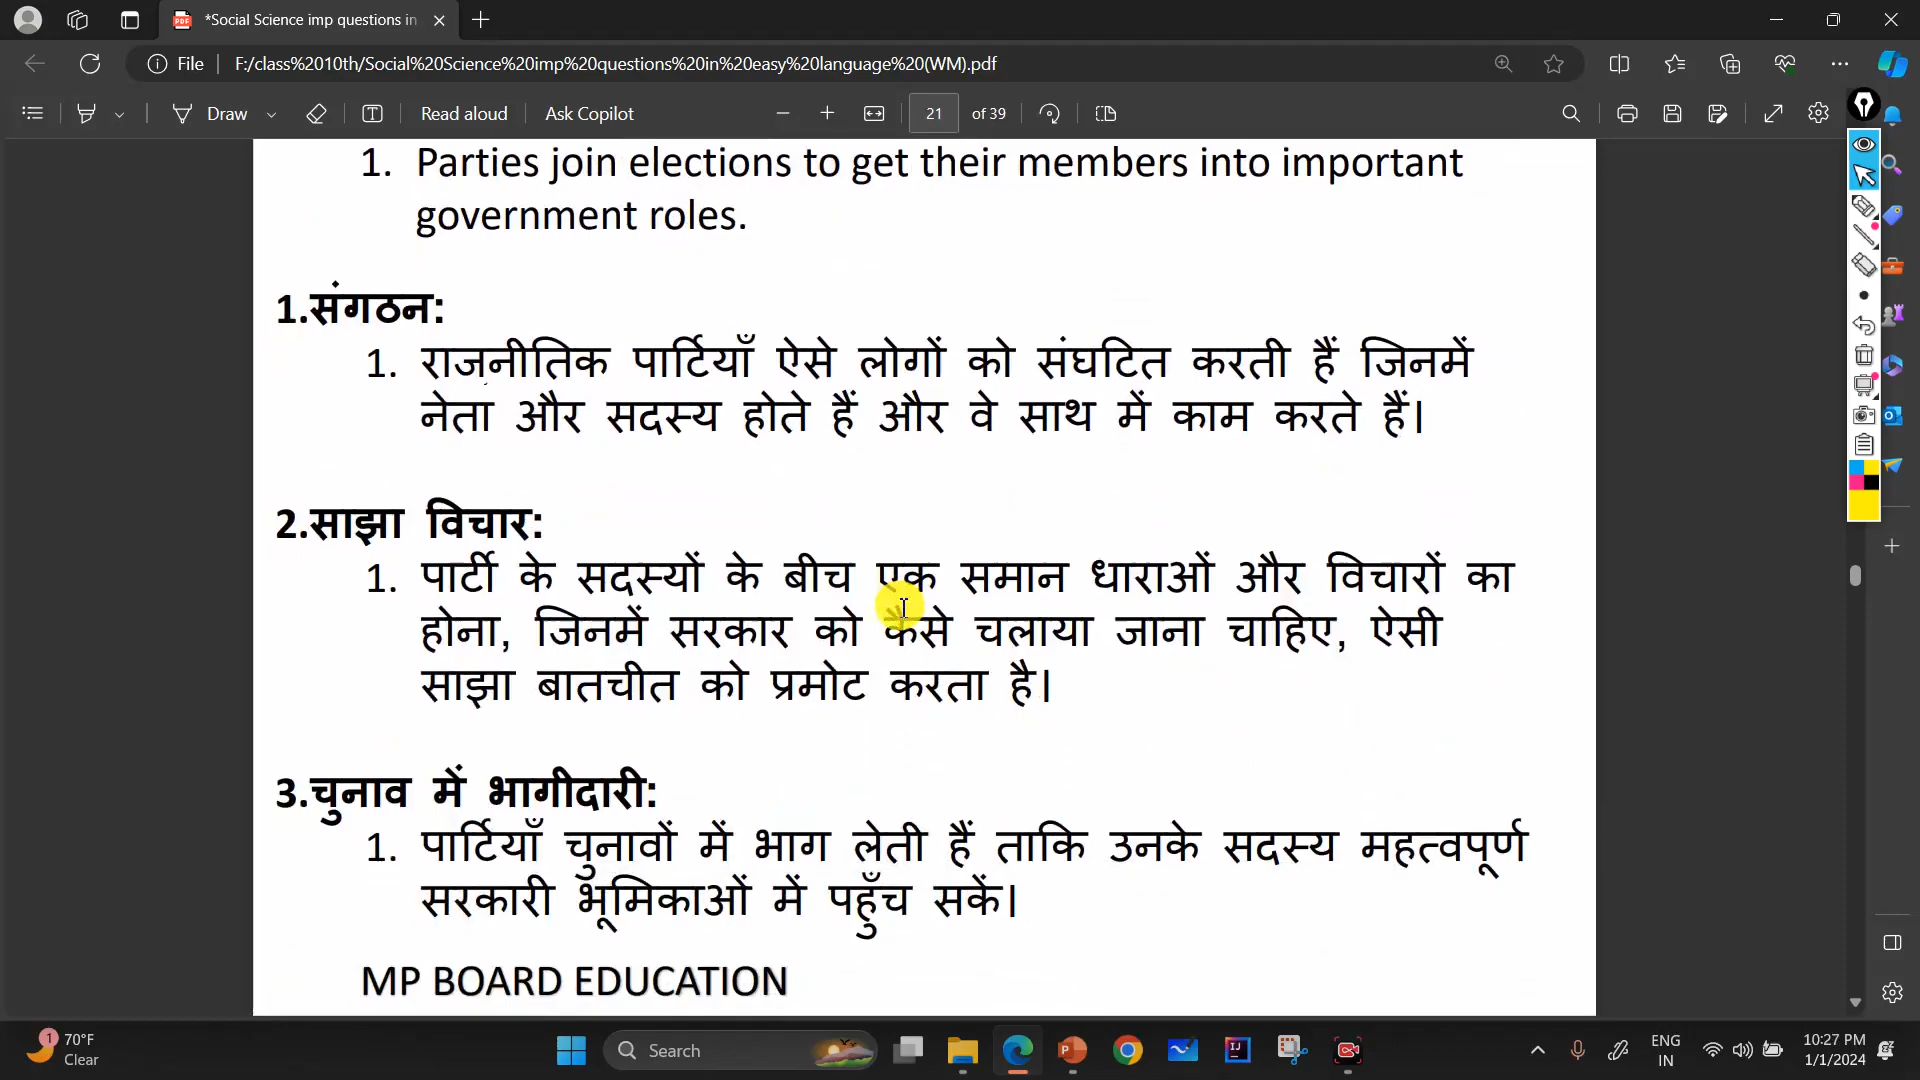 *Social Science imp questions in
File
F:/class%2010th/Social%20Science%20imp%20questions%20in%20easy%20language%20(WM).pdf
Draw
Read aloud
Ask Copilot
21 of 39
1. Parties join elections to get their members into important
government roles.
1.संगठन:
1. राजनीतिक पार्टियाँ ऐसे लोगों को संघटित करती हैं जिनमें
नेता और सदस्य होते हैं और वे साथ में काम करते हैं।
2.साझा विचार:
1. पार्टी के सदस्यों के बीच एक समान धाराओं और विचारों का
होना, जिनमें सरकार को कैसे चलाया जाना चाहिए, ऐसी
साझा बातचीत को प्रमोट करता है।
3.चुनाव में भागीदारी:
1. पार्टियाँ चुनावों में भाग लेती हैं ताकि उनके सदस्य महत्वपूर्ण
सरकारी भूमिकाओं में पहुँच सकें।
MP BOARD EDUCATION
1
70°F
Clear
Search
ENG
IN
10:27 PM
1/1/2024